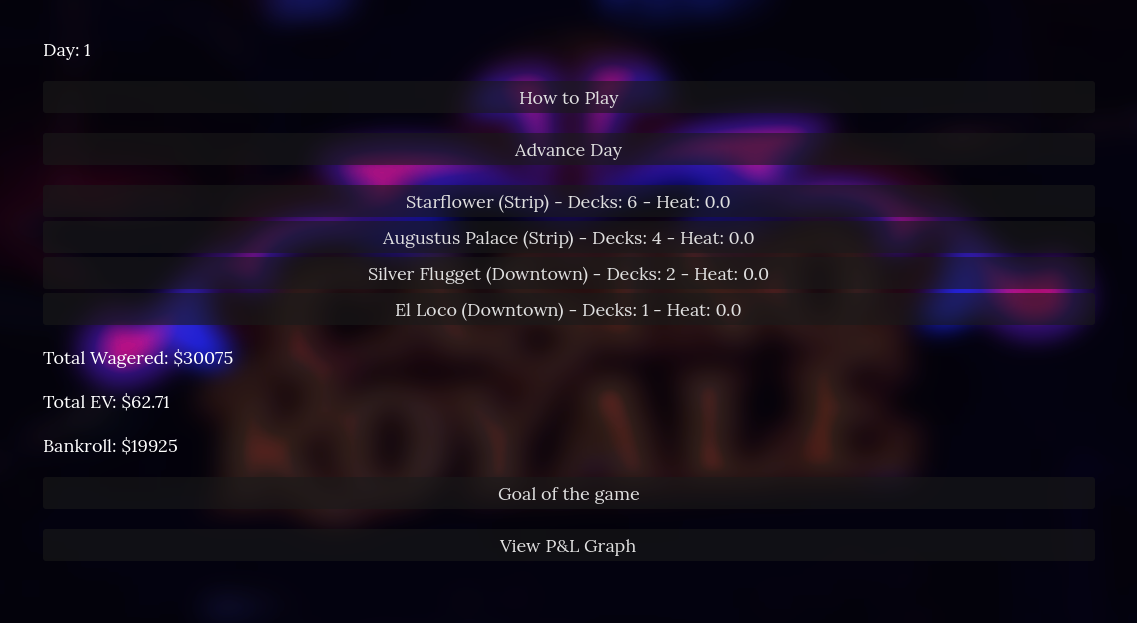 Day: 1
How to Play
Advance Day
Starflower (Strip) - Decks: 6 - Heat: 0.0
Augustus Palace (Strip) - Decks: 4 - Heat: 0.0
Silver Flugget (Downtown) - Decks: 2 - Heat: 0.0
El Loco (Downtown) - Decks: 1 - Heat: 0.0
Total Wagered: $30075
Total EV: $62.71
Bankroll: $19925
ROYALE
Goal of the game
View P&L Graph